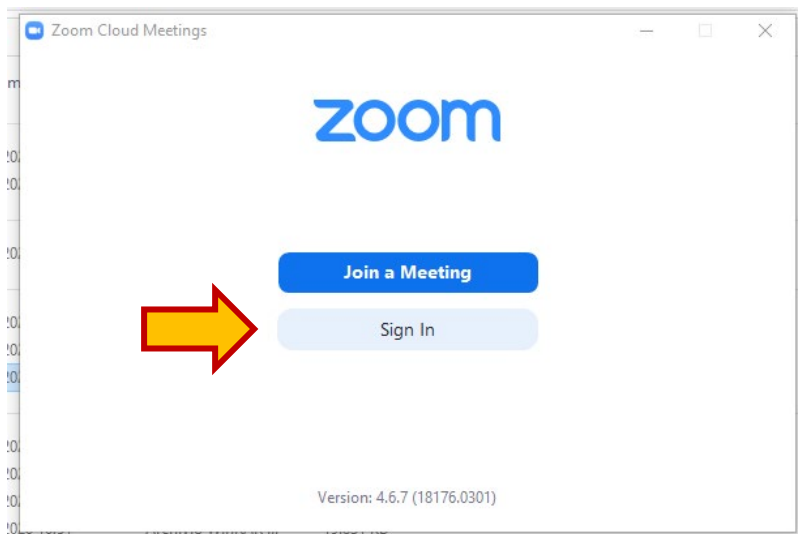 Zoom Cloud Meetings
zoom
Join a Meeting
Sign In
Version: 4.6.7 (18176.0301)